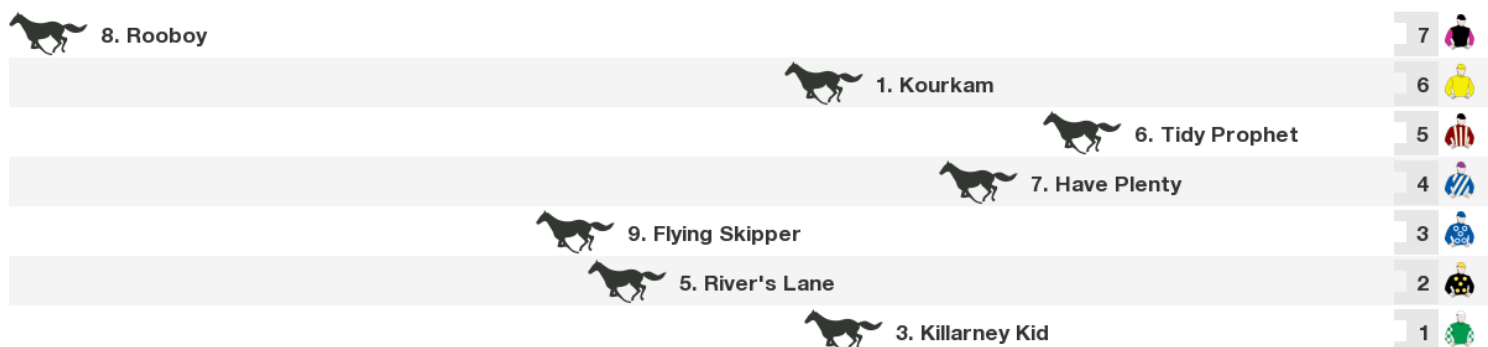 8. Rooboy 7
1. Kourkam 6
6. Tidy Prophet 5
7. Have Plenty 4
9. Flying Skipper 3
5. River's Lane 2
3. Killarney Kid 1